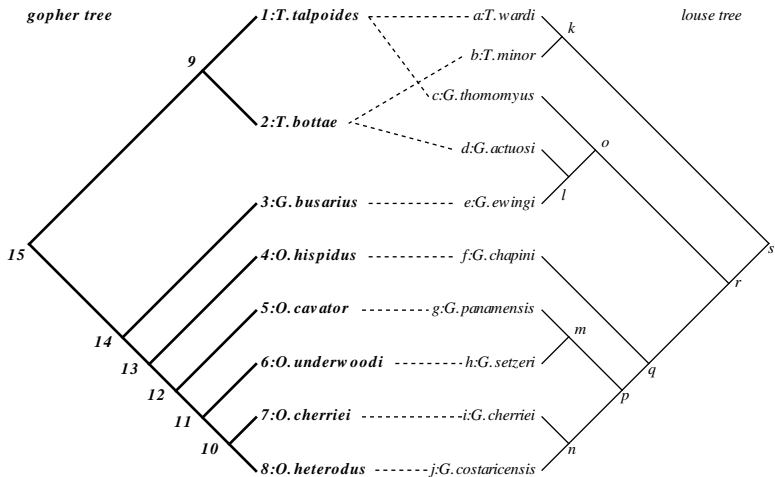 gopher tree 1:T.talpoides a:T.wardi louse tree
k
b:T.minor
9
c:G.thomomyus
2:T.bottae
o
d:G.actuosi
l
3:G.busarius e:G.ewingi
s
15
4:O.hispidus f:G.chapini
r
5:O.cavator g:G.panamensis
m
14
6:O.underwoodi h:G.setzeri
13
q
12
p
7:O.cherriei i:G.cherriei
11
10
n
8:O.heterodus j:G.costaricensis